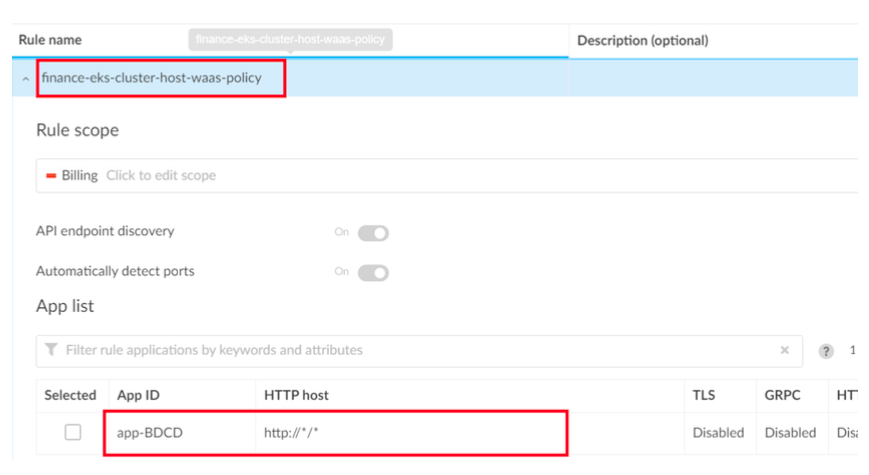 Rule name finance-eks-cluster-host-waas-policy Description (optional)
finance-eks-cluster-host-waas-policy
Rule scope
Billing Click to edit scope
API endpoint discovery On
Automatically detect ports On
App list
Filter rule applications by keywords and attributes × ? 1
Selected App ID HTTP host TLS GRPC HT
app-BDCD http://*/* Disabled Disabled Disa